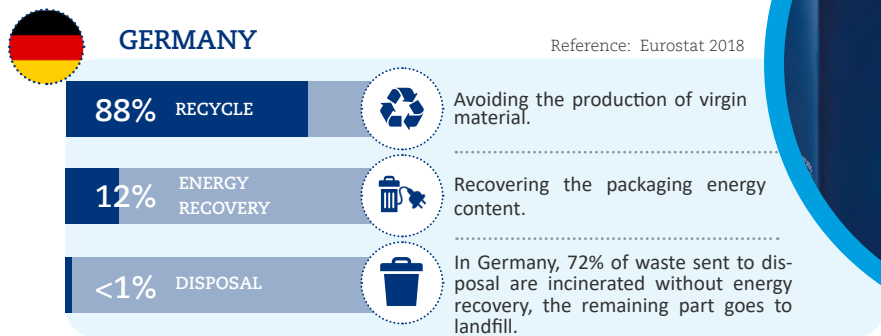 GERMANY
Reference: Eurostat 2018
88% RECYCLE
Avoiding the production of virgin
material.
12% ENERGY
RECOVERY
Recovering the packaging energy
content.
<1% DISPOSAL
In Germany, 72% of waste sent to dis-
posal are incinerated without energy
recovery, the remaining part goes to
landfill.